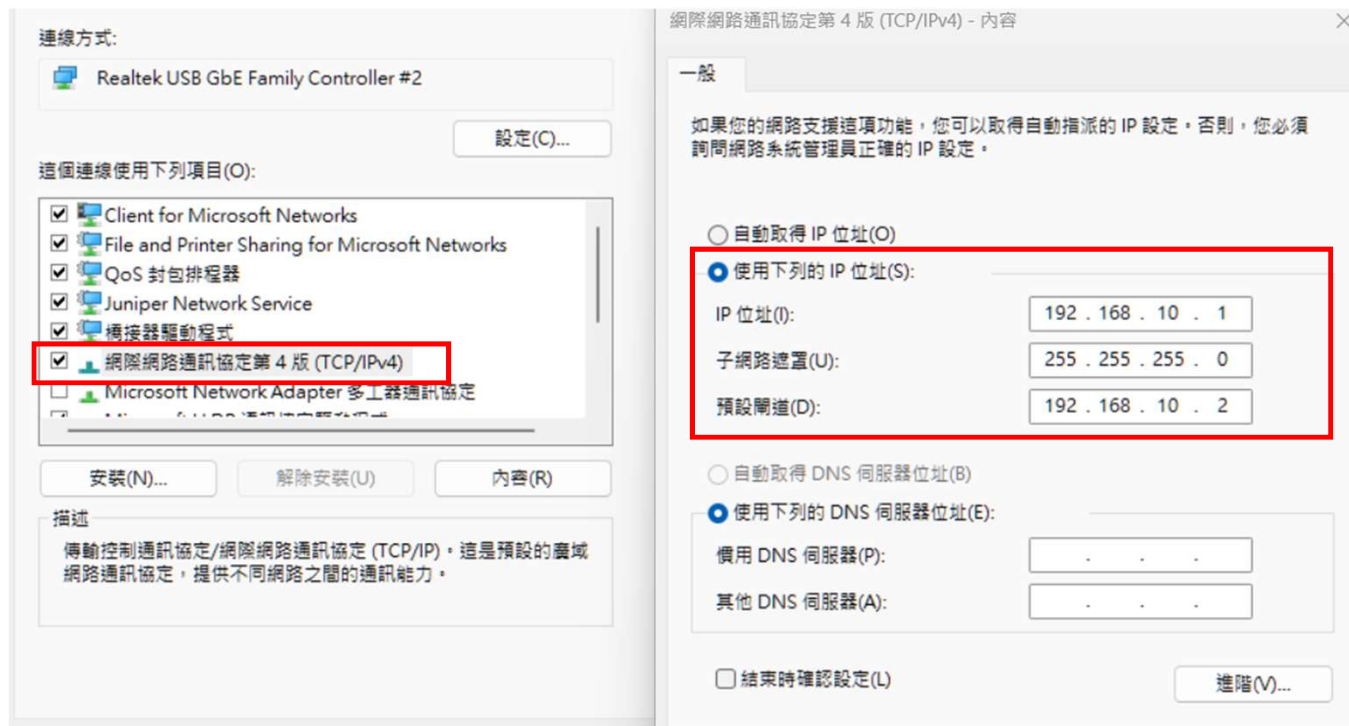 連線方式:
Realtek USB GbE Family Controller #2
設定(C)...
這個連線使用下列項目(O):
Client for Microsoft Networks
File and Printer Sharing for Microsoft Networks
QoS 封包排程器
Juniper Network Service
橋接器驅動程式
網際網路通訊協定第 4 版 (TCP/IPv4)
Microsoft Network Adapter 多工器通訊協定
安裝(N)...
解除安裝(U)
內容(R)
描述
傳輸控制通訊協定/網際網路通訊協定 (TCP/IP)。這是預設的廣域
網路通訊協定，提供不同網路之間的通訊能力。
網際網路通訊協定第 4 版 (TCP/IPv4) - 內容
一般
如果您的網路支援這項功能，您可以取得自動指派的 IP 設定。否則，您必須
詢問網路系統管理員正確的 IP 設定。
自動取得 IP 位址(O)
使用下列的 IP 位址(S):
IP 位址(I):
192 . 168 . 10 . 1
子網路遮罩(U):
255 . 255 . 255 . 0
預設閘道(D):
192 . 168 . 10 . 2
自動取得 DNS 伺服器位址(B)
使用下列的 DNS 伺服器位址(E):
慣用 DNS 伺服器(P):
. . .
其他 DNS 伺服器(A):
. . .
結束時確認設定(L)
進階(V)...